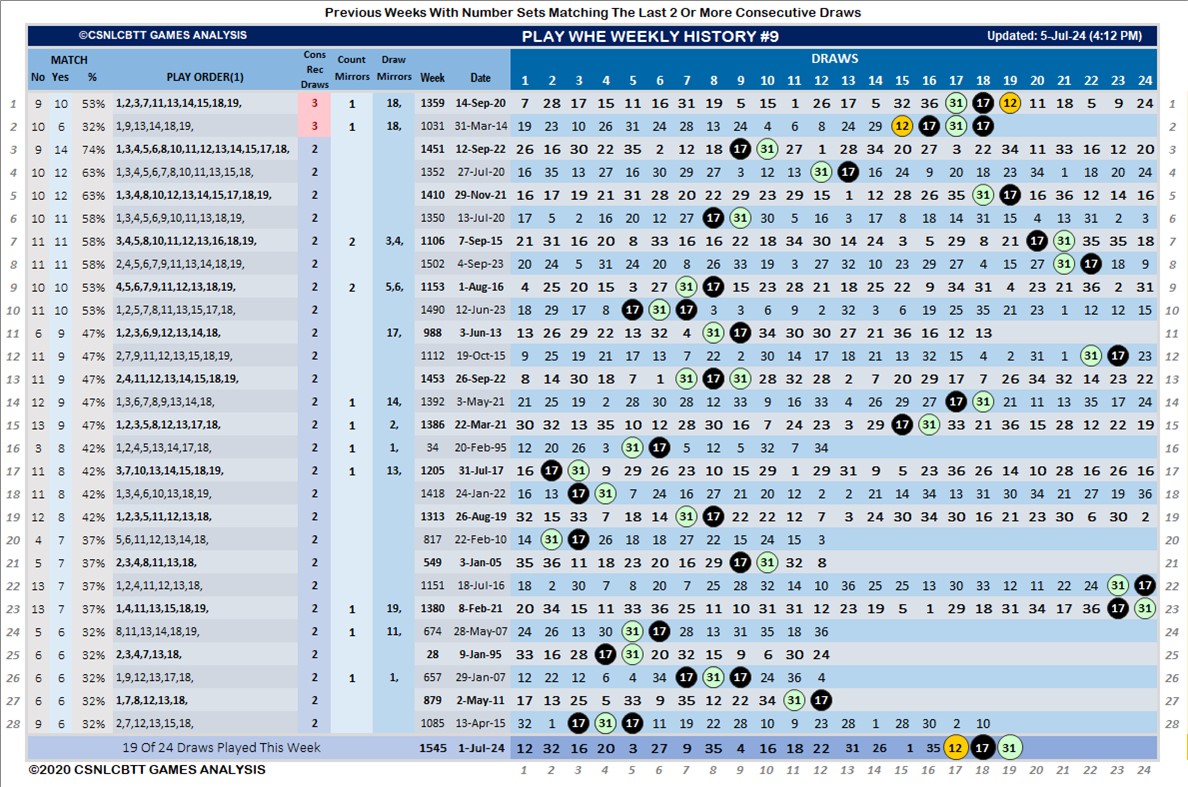 Previous Weeks With Number Sets Matching The Last 2 Or More Consecutive Draws
©CSNLCBTT GAMES ANALYSIS PLAY WHE WEEKLY HISTORY #9 Updated: 5-Jul-24 (4:12 PM)
MATCH Cons Rec Draws Count Mirrors Draw Mirrors DRAWS
No Yes % PLAY ORDER(1) Week Date 1 2 3 4 5 6 7 8 9 10 11 12 13 14 15 16 17 18 19 20 21 22 23 24
1 9 10 53% 1,2,3,7,11,13,14,15,18,19, 3 1 18, 1359 14-Sep-20 7 28 17 15 11 16 31 19 5 15 1 26 17 5 32 36 31 17 12 11 18 5 9 24 1
2 10 6 32% 1,9,13,14,18,19, 3 1 18, 1031 31-Mar-14 19 23 10 26 31 24 28 13 24 4 6 8 24 29 12 17 31 17 2
3 9 14 74% 1,3,4,5,6,8,10,11,12,13,14,15,17,18, 2 1451 12-Sep-22 26 16 30 22 35 2 12 18 17 31 27 1 28 34 20 27 3 22 34 21 33 16 12 20 3
4 10 12 63% 1,3,4,5,6,7,8,10,11,13,15,18, 2 1352 27-Jul-20 16 35 13 27 16 30 29 27 3 12 13 31 17 16 24 9 20 18 23 34 1 18 20 24 4
5 10 12 63% 1,3,4,8,10,12,13,14,15,17,18,19, 2 1410 29-Nov-21 16 17 19 21 31 28 20 22 29 23 29 15 1 12 28 26 35 31 17 16 36 12 14 16 5
6 10 11 58% 1,3,4,5,6,9,10,11,13,18,19, 2 1350 13-Jul-20 17 5 2 16 20 12 27 17 31 30 5 16 3 17 8 18 14 31 15 4 13 31 2 3 6
7 11 11 58% 3,4,5,8,10,11,12,13,16,18,19, 2 2 3,4, 1106 7-Sep-15 21 31 16 20 8 33 16 16 22 18 34 30 14 24 3 5 29 8 21 17 31 35 35 18 7
8 11 11 58% 2,4,5,6,7,9,11,13,14,18,19, 2 1502 4-Sep-23 20 24 5 31 24 20 8 26 33 19 3 27 32 10 23 29 27 4 15 27 31 17 18 9 8
9 10 10 53% 4,5,6,7,9,11,12,13,18,19, 2 2 5,6, 1153 1-Aug-16 4 25 20 15 3 27 31 17 15 23 28 21 18 25 22 9 34 31 4 23 21 36 2 31 9
10 11 10 53% 1,2,5,7,8,11,13,15,17,18, 2 1490 12-Jun-23 18 29 17 8 17 31 17 3 3 6 9 2 32 3 6 19 25 35 21 23 1 12 12 15 10
11 6 9 47% 1,2,3,6,9,12,13,14,18, 2 17, 988 3-Jun-13 13 26 29 22 13 32 4 31 17 34 30 30 27 21 36 16 12 13 11
12 11 9 47% 2,7,9,11,12,13,15,18,19, 2 1112 19-Oct-15 9 25 19 21 17 13 7 22 2 30 14 17 18 21 13 32 15 4 2 31 1 31 17 23 12
13 11 9 47% 2,4,11,12,13,14,15,18,19, 2 1453 26-Sep-22 8 14 30 18 7 1 31 17 31 28 32 28 2 7 20 29 17 7 26 34 32 14 23 22 13
14 12 9 47% 1,3,6,7,8,9,13,14,18, 2 1 14, 1392 3-May-21 21 25 19 2 28 30 28 12 33 9 16 33 4 26 29 27 17 31 21 11 13 35 17 24 14
15 13 9 47% 1,2,3,5,8,12,13,17,18, 2 1 2, 1386 22-Mar-21 30 32 13 35 10 12 28 30 16 7 24 23 3 29 17 31 33 21 36 15 28 12 22 19 15
16 3 8 42% 1,2,4,5,13,14,17,18, 2 1 1, 34 20-Feb-95 12 20 26 3 31 17 5 12 5 32 7 34 16
17 11 8 42% 3,7,10,13,14,15,18,19, 2 1 13, 1205 31-Jul-17 16 17 31 9 29 26 23 10 15 29 1 29 31 9 5 23 36 26 14 10 28 16 26 16 17
18 11 8 42% 1,3,4,6,10,13,18,19, 2 1418 24-Jan-22 16 13 17 31 7 24 16 27 21 20 12 2 2 21 14 34 13 31 30 34 21 27 19 36 18
19 12 8 42% 1,2,3,5,11,12,13,18, 2 1313 26-Aug-19 32 15 33 7 18 14 31 17 22 22 12 7 3 24 30 34 30 16 21 23 30 6 30 2 19
20 4 7 37% 5,6,11,12,13,14,18, 2 817 22-Feb-10 14 31 17 26 18 18 27 22 15 24 15 3 20
21 5 7 37% 2,3,4,8,11,13,18, 2 549 3-Jan-05 35 36 11 18 23 20 16 29 17 31 32 8 21
22 13 7 37% 1,2,4,11,12,13,18, 2 1151 18-Jul-16 18 2 30 7 8 20 7 25 28 32 14 10 36 25 25 13 30 33 12 11 22 24 31 17 22
23 13 7 37% 1,4,11,13,15,18,19, 2 1 19, 1380 8-Feb-21 20 34 15 11 33 36 25 11 10 31 31 12 23 19 5 1 29 18 31 34 17 36 17 31 23
24 5 6 32% 8,11,13,14,18,19, 2 1 11, 674 28-May-07 24 26 13 30 31 17 28 13 31 35 18 36 24
25 6 6 32% 2,3,4,7,13,18, 2 28 9-Jan-95 33 16 28 17 31 20 32 15 9 6 30 24 25
26 6 6 32% 1,9,12,13,17,18, 2 1 1, 657 29-Jan-07 12 22 12 6 4 34 17 31 17 26 36 4 26
27 6 6 32% 1,7,8,12,13,18, 2 879 2-May-11 17 13 25 5 33 9 35 12 22 34 31 17 27
28 9 6 32% 2,7,12,13,15,18, 2 1085 13-Apr-15 32 1 17 31 17 11 19 22 28 10 9 23 28 1 28 30 2 10 28
19 Of 24 Draws Played This Week 1545 1-Jul-24 12 32 16 20 3 27 9 35 4 16 18 22 31 26 1 35 12 17 31
©2020 CSNLCBTT GAMES ANALYSIS 1 2 3 4 5 6 7 8 9 10 11 12 13 14 15 16 17 18 19 20 21 22 23 24